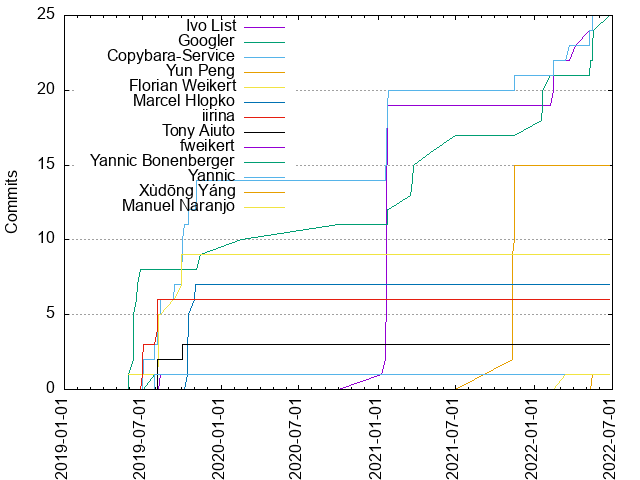 25
20
15
10
5
0
Commits
Ivo List
Googler
Copybara-Service
Yun Peng
Florian Weikert
Marcel Hlopko
iirina
Tony Aiuto
fweikert
Yannic Bonenberger
Yannic
Xùdōng Yáng
Manuel Naranjo
2019-01-01
2019-07-01
2020-01-01
2020-07-01
2021-01-01
2021-07-01
2022-01-01
2022-07-01